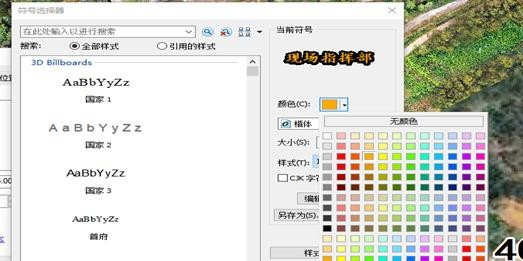 符号选择器
在此处输入以进行搜索
搜索:
全部样式
引用的样式
3D Billboards
AaBbYyZz
国家 1
AaBbYyZz
国家 2
AaBbYyZz
国家 3
AaBbYyZz
首府
当前符号
现场指挥部
颜色(C):
楷体
无颜色
大小(S):
样式(T):
CJK 字符
编辑
另存为(S)...
样式